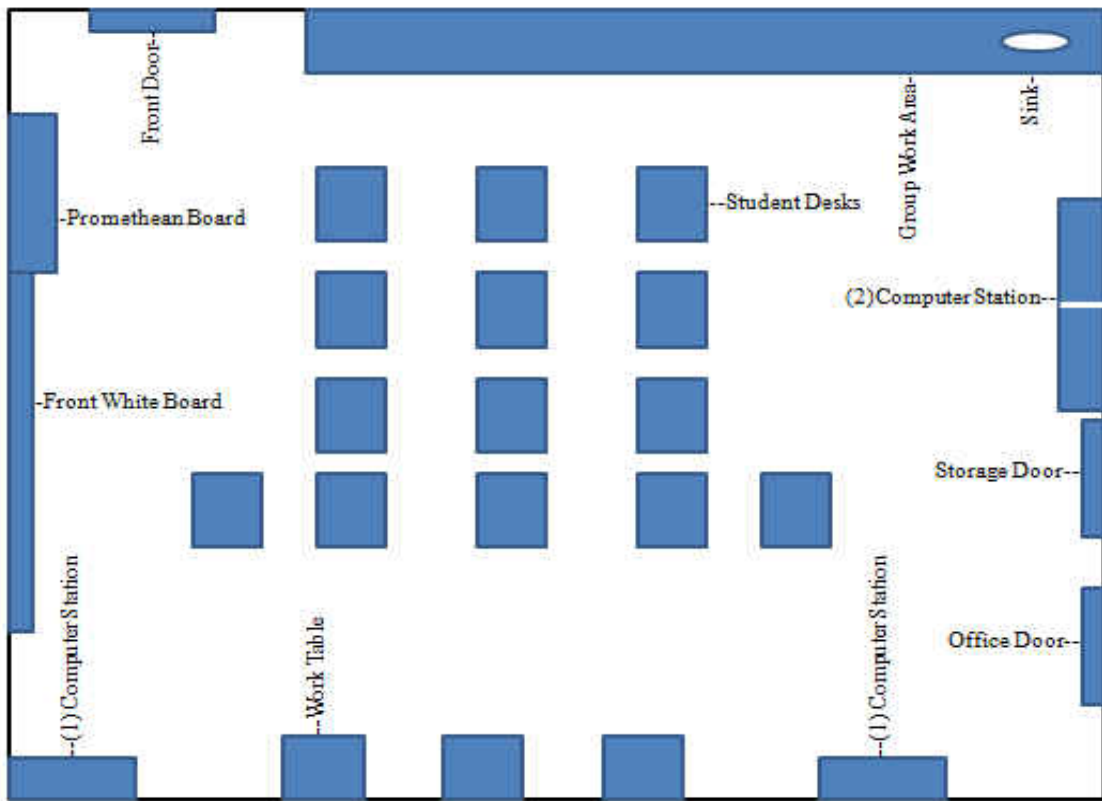 Front Door--
Group Work Area-
Sink-
-Promethean Board
--Student Desks
(2)Computer Station--
-Front White Board
Storage Door--
--(1) Computer Station
--Work Table
--(1) Computer Station
Office Door--